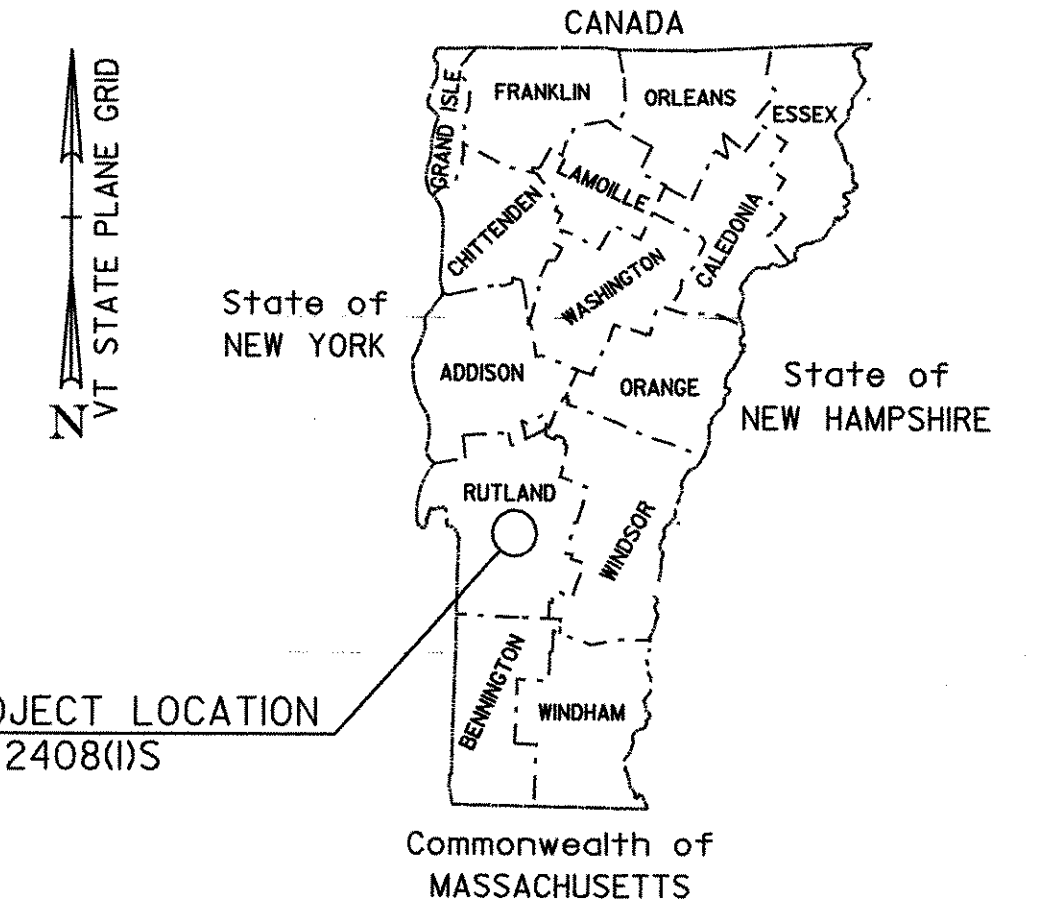 CANADA
VT STATE PLANE GRID
N
GRAND ISLE
FRANKLIN
ORLEANS
ESSEX
LAMOILLE
CHITTENDEN
CALEDONIA
WASHINGTON
State of
NEW YORK
ADDISON
ORANGE
State of
NEW HAMPSHIRE
RUTLAND
WINDSOR
BENNINGTON
WINDHAM
OJECT LOCATION
2408(1)S
Commonwealth of
MASSACHUSETTS